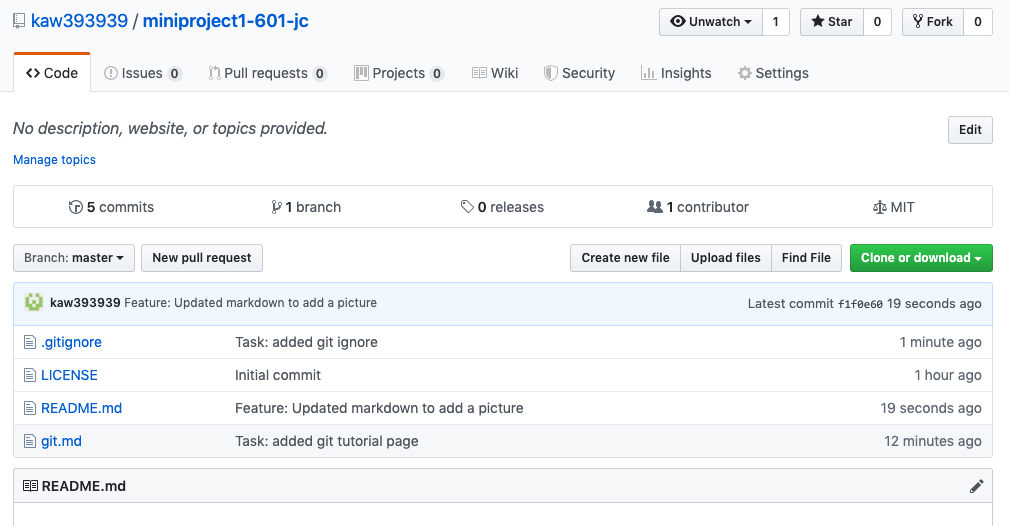 kaw393939 / miniproject1-601-jc Unwatch 1 Star 0 Fork 0
Code Issues 0 Pull requests 0 Projects 0 Wiki Security Insights Settings
No description, website, or topics provided. Edit
Manage topics
5 commits 1 branch 0 releases 1 contributor MIT
Branch: master New pull request Create new file Upload files Find File Clone or download
kaw393939 Feature: Updated markdown to add a picture Latest commit f1f0e60 19 seconds ago
.gitignore Task: added git ignore 1 minute ago
LICENSE Initial commit 1 hour ago
README.md Feature: Updated markdown to add a picture 19 seconds ago
git.md Task: added git tutorial page 12 minutes ago
README.md